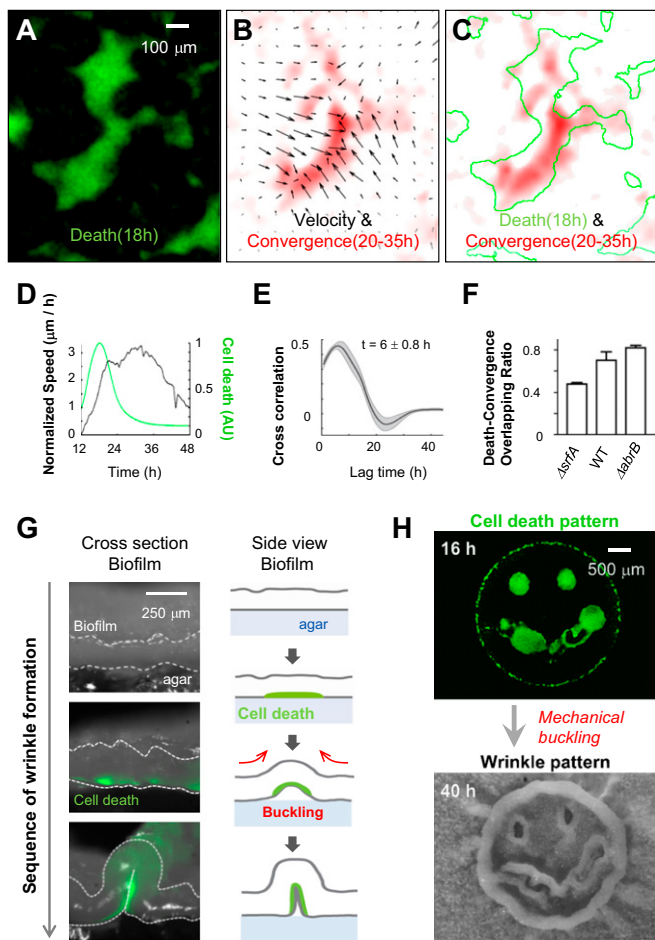 A
100 μm
Death(18h)
B
Velocity &
Convergence(20-35h)
C
Death(18h) &
Convergence(20-35h)
D
Normalized Speed (μm / h)
3
2
1
0
12 24 36 48
Time (h)
1
0.5
0
Cell death (AU)
E
Cross correlation
0.5
0
t = 6 ± 0.8 h
0 20 40
Lag time (h)
F
Death-Convergence
Overlapping Ratio
0.8
0.4
0
ΔsrfA
WT
ΔabrB
G
Sequence of wrinkle formation
Cross section
Biofilm
250 μm
Biofilm
agar
Cell death
Side view
Biofilm
agar
Cell death
Buckling
H
Cell death pattern
16 h
500 μm
Mechanical
buckling
Wrinkle pattern
40 h